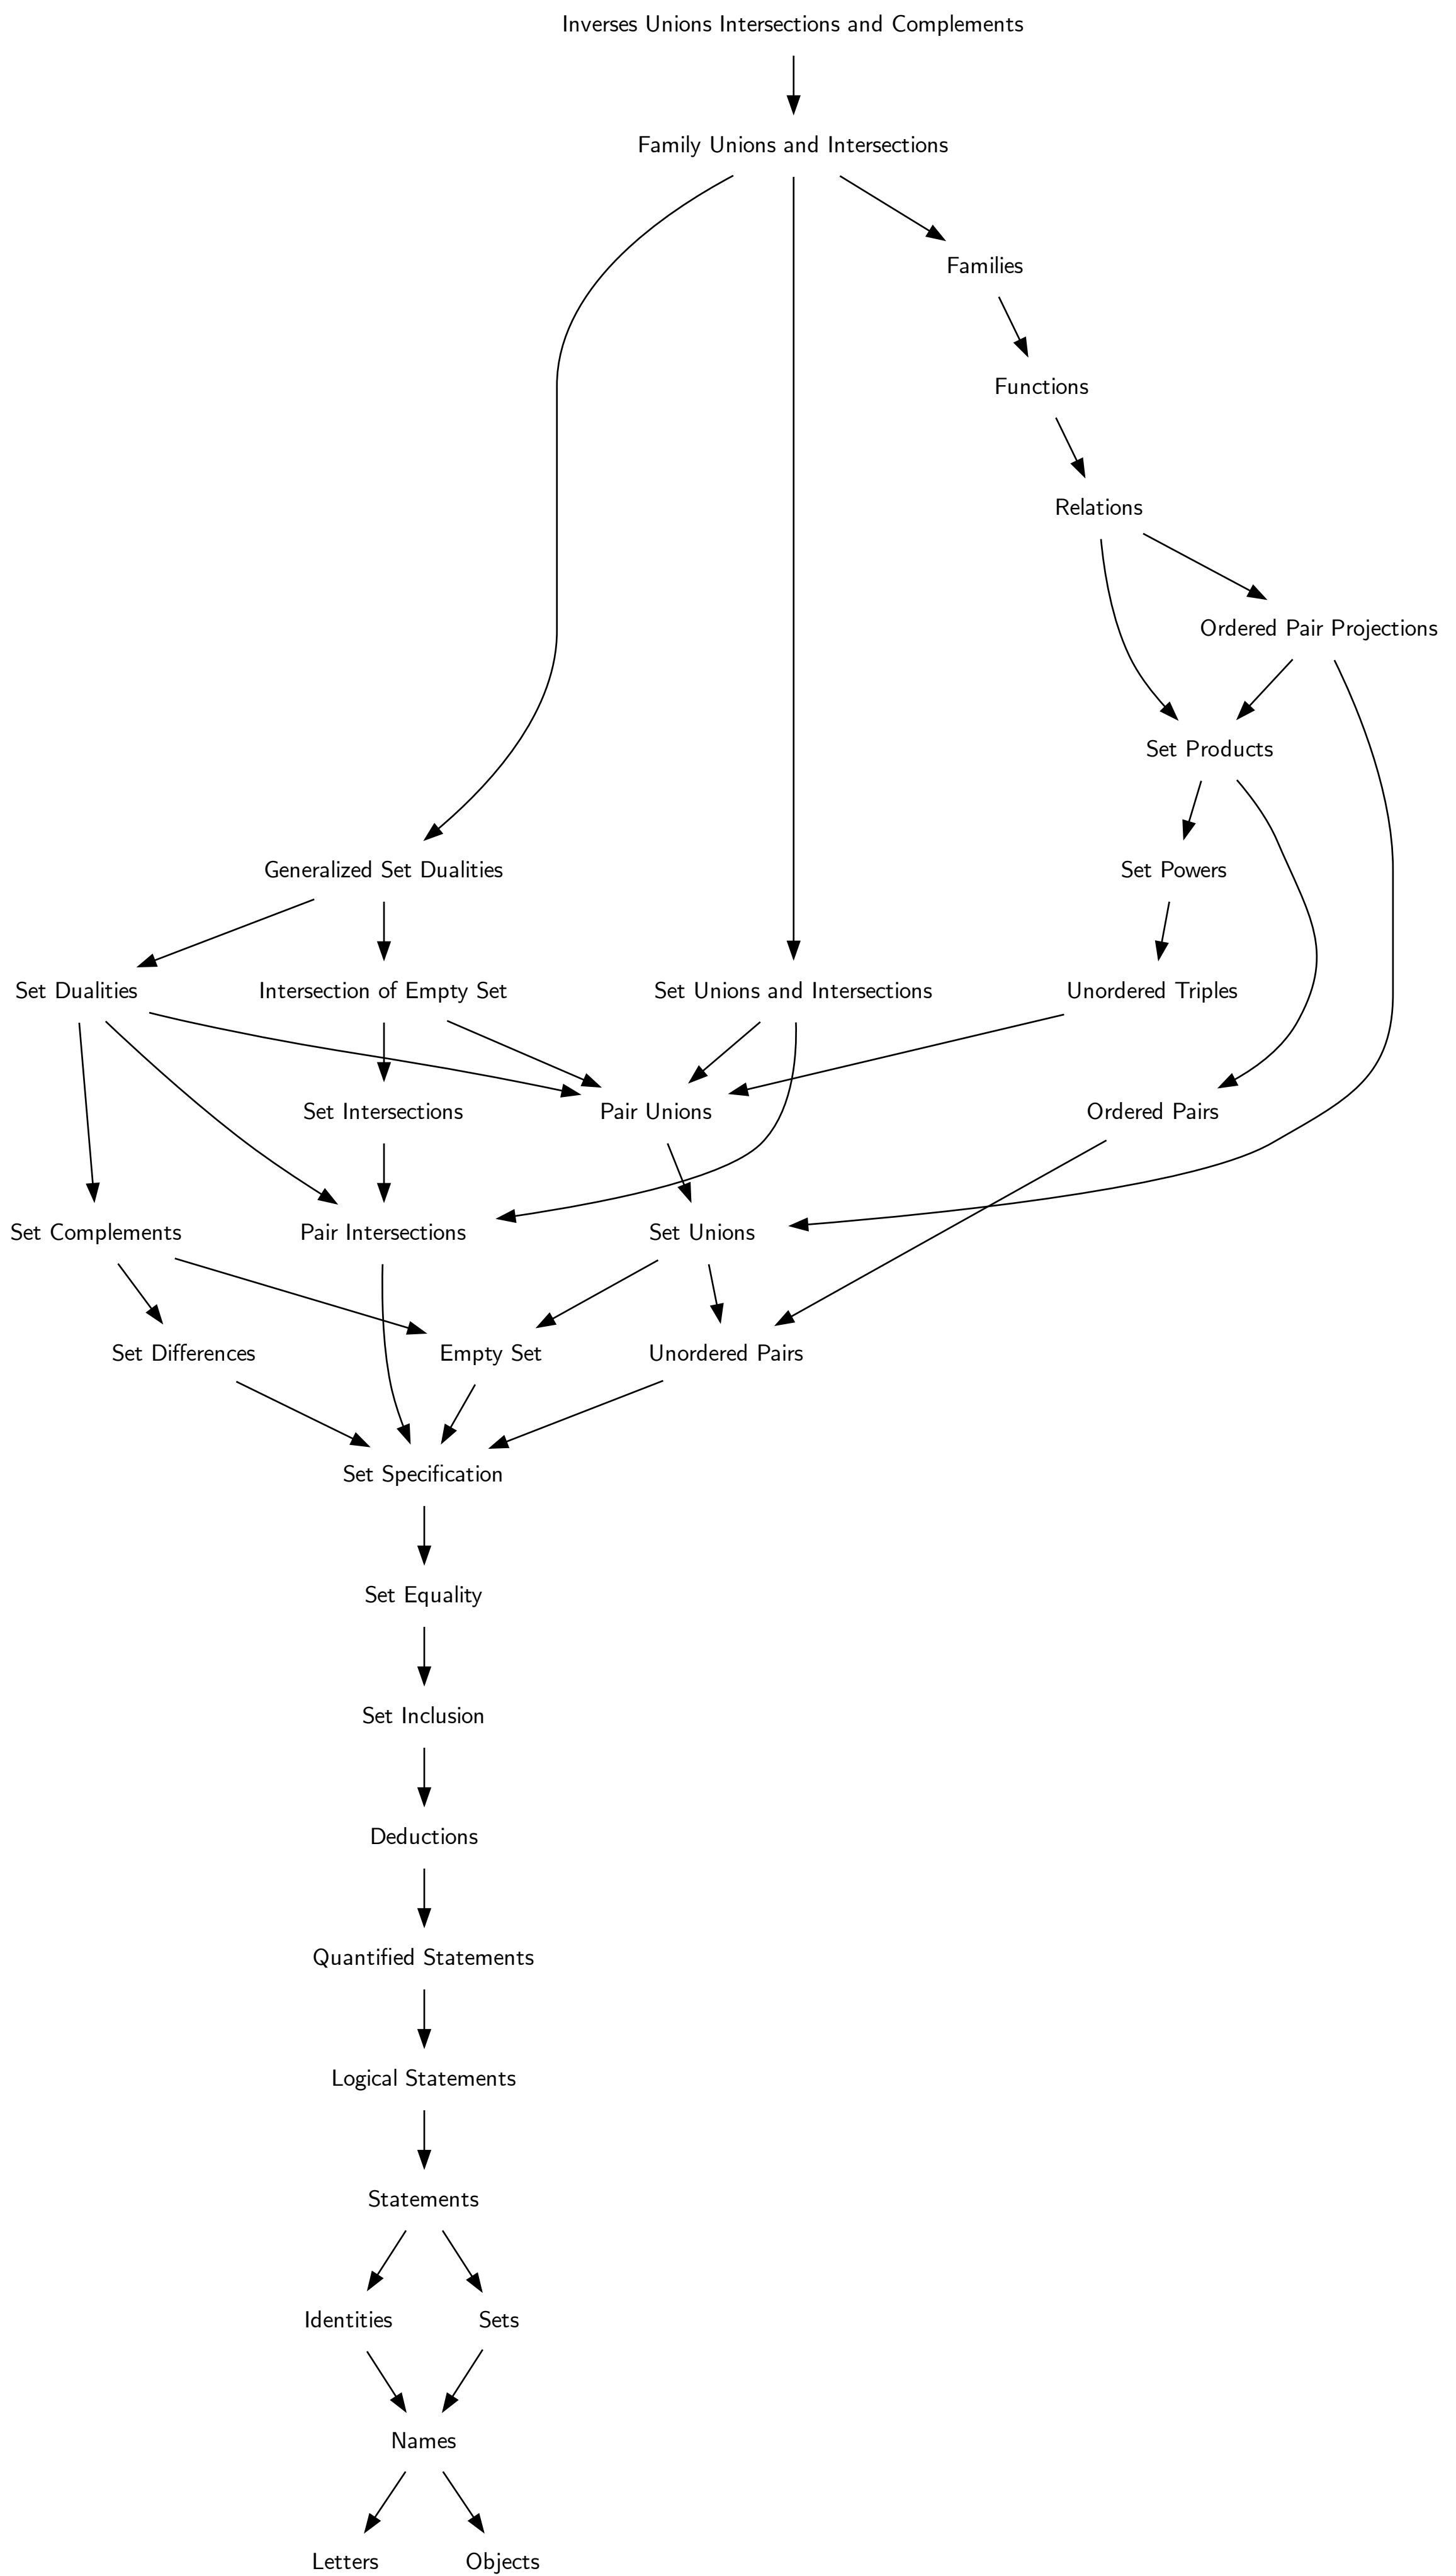 Inverses Unions Intersections and Complements
Family Unions and Intersections
Families
Functions
Relations
Ordered Pair Projections
Set Products
Generalized Set Dualities
Set Powers
Set Dualities
Intersection of Empty Set
Set Unions and Intersections
Unordered Triples
Set Intersections
Pair Unions
Ordered Pairs
Set Complements
Pair Intersections
Set Unions
Set Differences
Empty Set
Unordered Pairs
Set Specification
Set Equality
Set Inclusion
Deductions
Quantified Statements
Logical Statements
Statements
Identities
Sets
Names
Letters
Objects